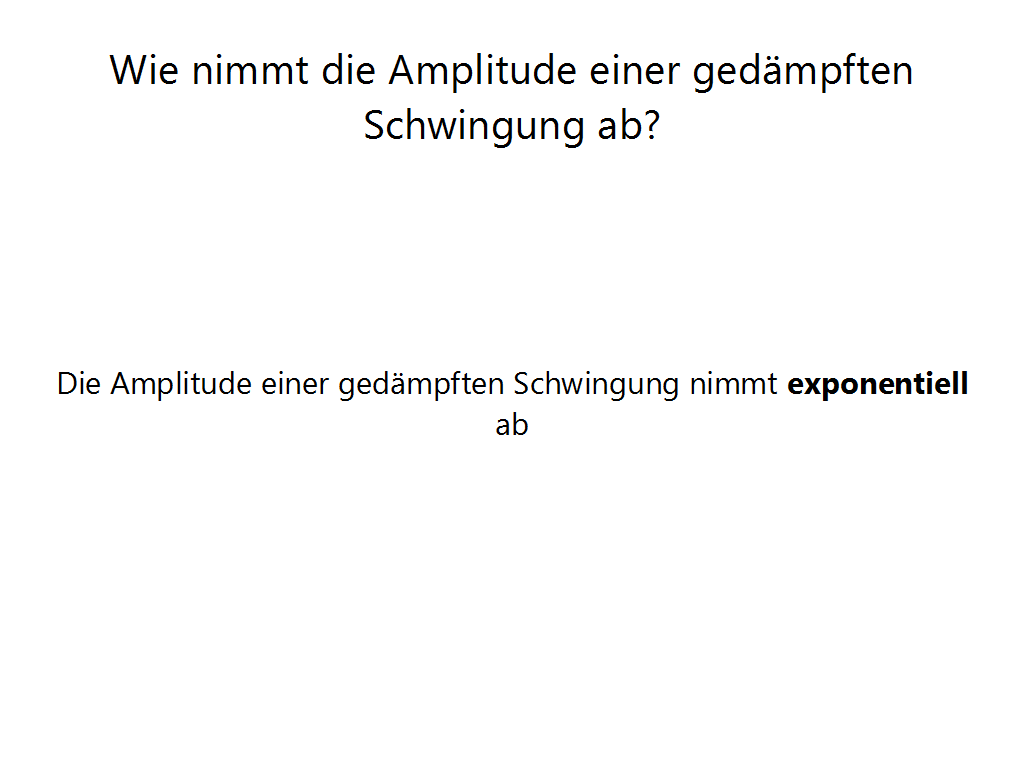 Wie nimmt die Amplitude einer gedämpften
Schwingung ab?
Die Amplitude einer gedämpften Schwingung nimmt exponentiell
ab